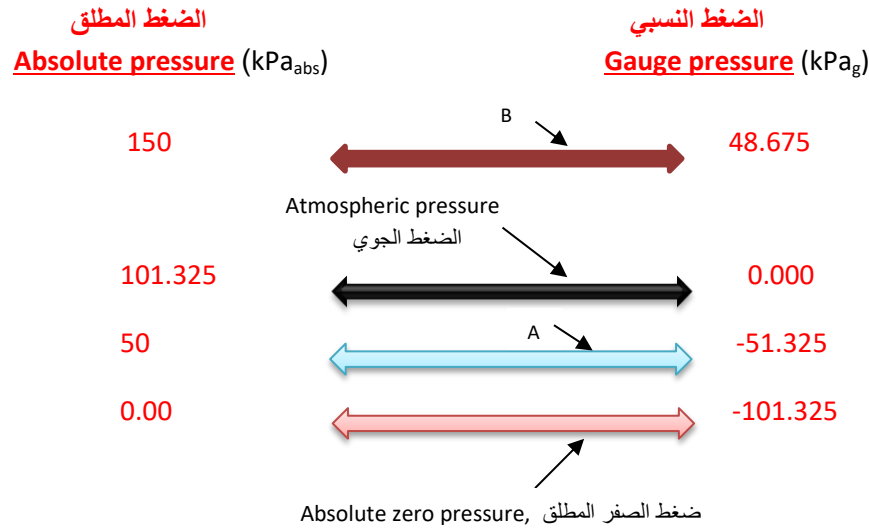 الضغط المطلق الضغط النسبي
Absolute pressure (kPaabs) Gauge pressure (kPag)
B
150 48.675
Atmospheric pressure
الضغط الجوي
101.325 0.000
A
50 -51.325
0.00 -101.325
Absolute zero pressure, ضغط الصفر المطلق